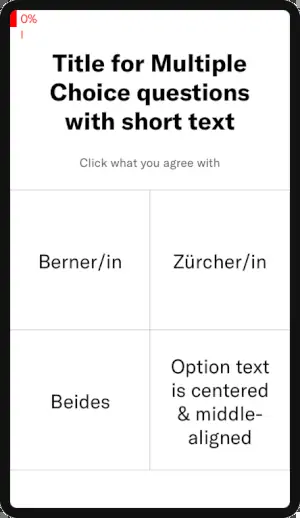 0%
Title for Multiple
Choice questions
with short text
Click what you agree with
Berner/in
Zürcher/in
Beides
Option text
is centered
& middle-
aligned